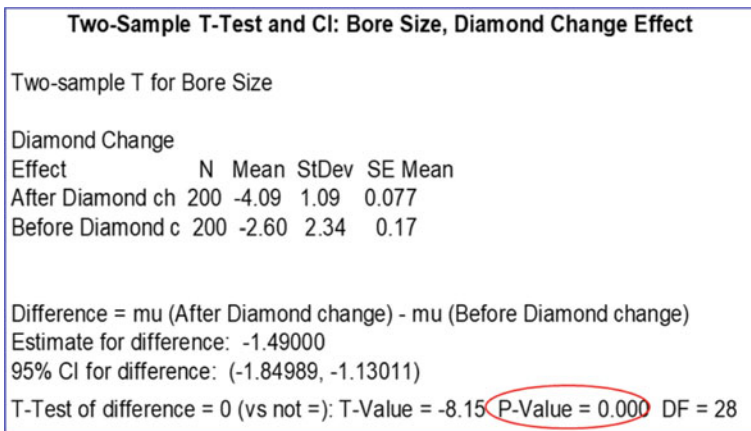 Two-Sample T-Test and CI: Bore Size, Diamond Change Effect
Two-sample T for Bore Size
Diamond Change
Effect N Mean StDev SE Mean
After Diamond ch 200 -4.09 1.09 0.077
Before Diamond c 200 -2.60 2.34 0.17
Difference = mu (After Diamond change) - mu (Before Diamond change)
Estimate for difference: -1.49000
95% CI for difference: (-1.84989, -1.13011)
T-Test of difference = 0 (vs not =): T-Value = -8.15 P-Value = 0.000 DF = 28